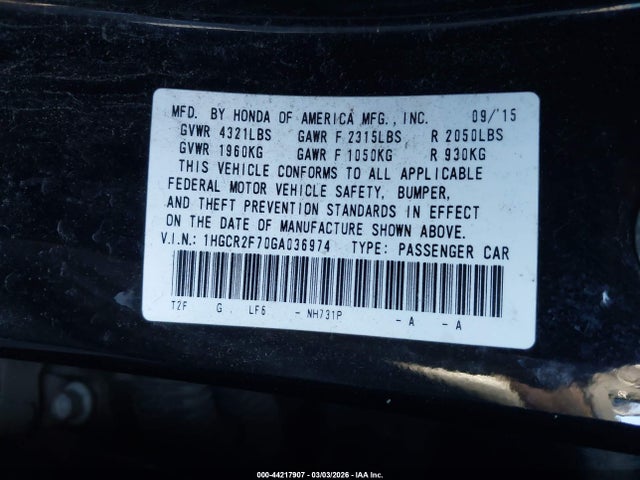 MFD. BY HONDA OF AMERICA MFG., INC. 09/'15
GVWR 4321LBS GAWR F 2315LBS R 2050LBS
GVWR 1960KG GAWR F 1050KG R 930KG
THIS VEHICLE CONFORMS TO ALL APPLICABLE
FEDERAL MOTOR VEHICLE SAFETY, BUMPER,
AND THEFT PREVENTION STANDARDS IN EFFECT
ON THE DATE OF MANUFACTURE SHOWN ABOVE.
V.I.N.: 1HGCR2F70GA036974 TYPE: PASSENGER CAR
T2F G LF6 - NH731P - A - A
000-44217907 - 03/03/2026 - IAA Inc.